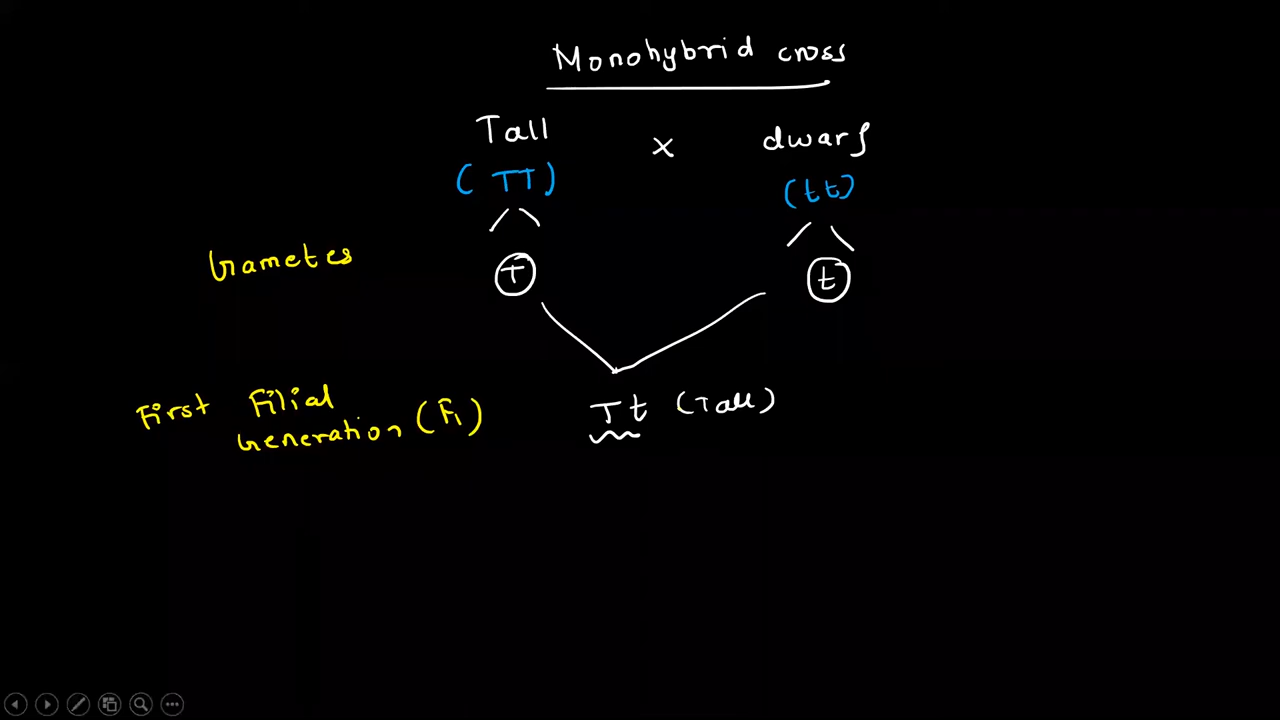 Monohybrid cross
Tall x dwarf
(TT) (tt)
Gametes T t
First Filial
Generation (F1) Tt (Tall)